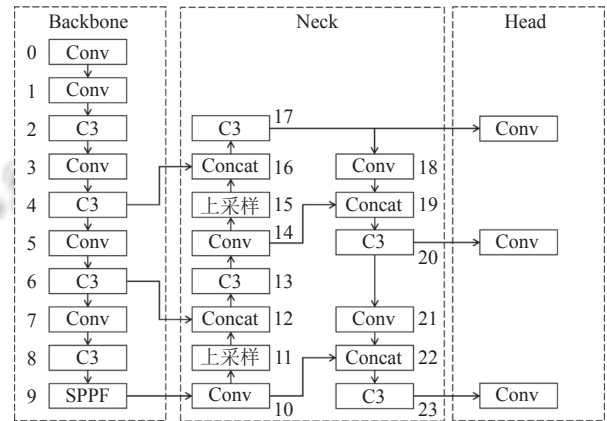 Backbone
Neck
Head
0 Conv
1 Conv
2 C3
3 Conv
4 C3
5 Conv
6 C3
7 Conv
8 C3
9 SPPF
C3 17
Concat 16
上采样 15
Conv 14
C3 13
Concat 12
上采样 11
Conv 10
Conv 18
Concat 19
C3 20
Conv 21
Concat 22
C3 23
Conv
Conv
Conv